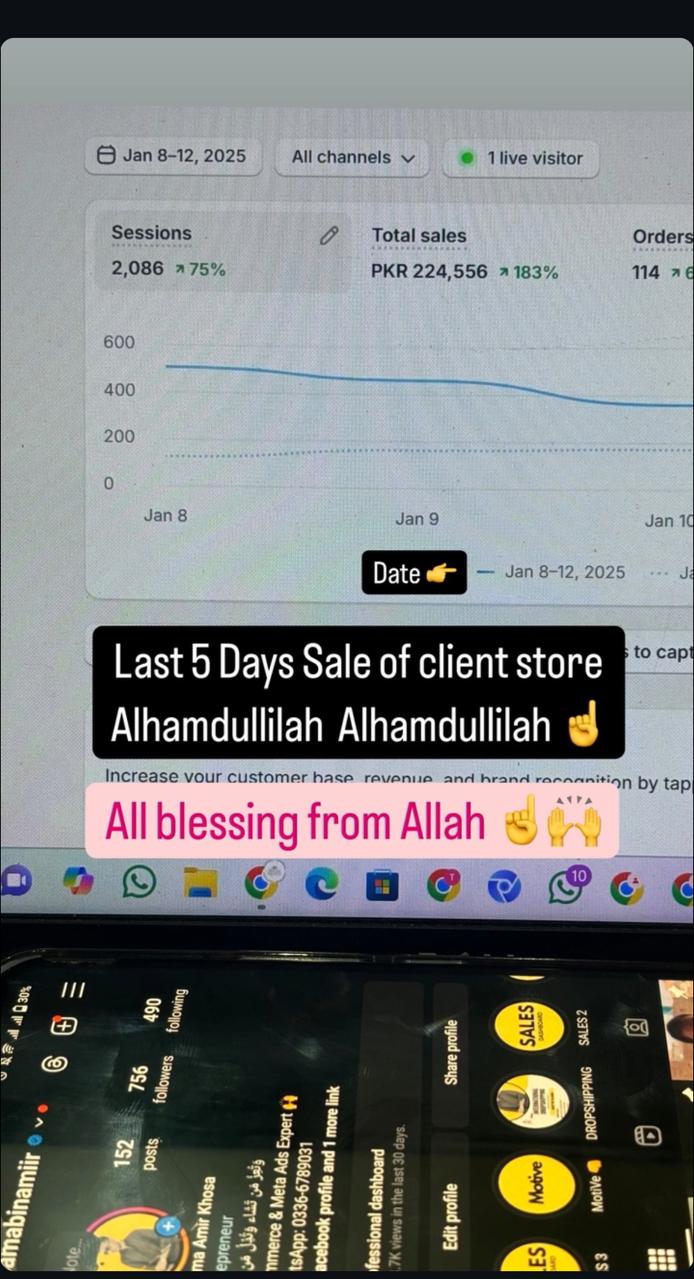 Jan 8–12, 2025 All channels 1 live visitor
Sessions Total sales Orders
2,086 75% PKR 224,556 183% 114
600
400
200
0
Jan 8 Jan 9 Jan 10
Date 👉 Jan 8–12, 2025
Last 5 Days Sale of client store
Alhamdullilah Alhamdullilah ☝️
to capt
All blessing from Allah ☝️🙌
Increase your customer base, revenue, and brand recognition by tap
10
30%
amabinamiir
152 posts
756 followers
490 following
ma Amir Khosa
epreneur
وَتُعِزُّ مَن تَشَاء وَتُذِلُّ مَن
mmerce & Meta Ads Expert
tsApp: 0336-6789031
acebook profile and 1 more link
ofessional dashboard
.7K views in the last 30 days.
Edit profile Share profile
SALES
DASHBOARD
Motive
ES
S 3 Motive DROPSHIPPING SALES 2